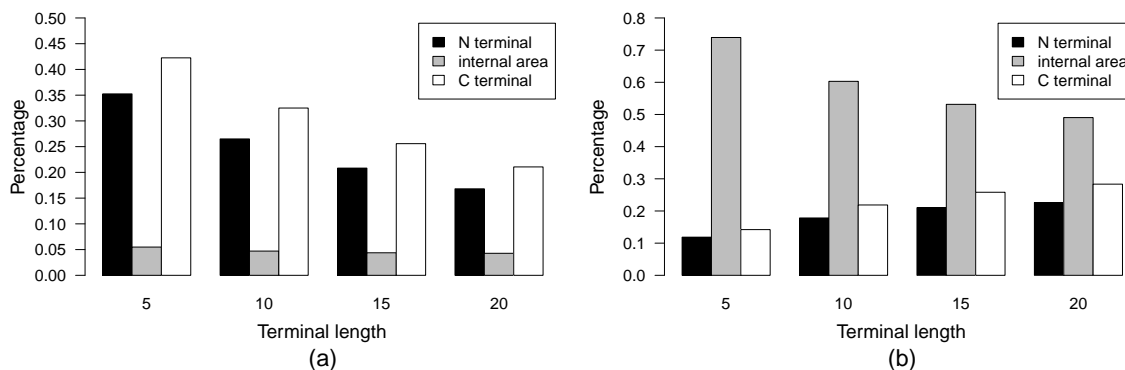 0.50
0.45
0.40
0.35
0.30
0.25
0.20
0.15
0.10
0.05
0.00
Percentage
N terminal
internal area
C terminal
5 10 15 20
Terminal length
(a)
0.8
0.7
0.6
0.5
0.4
0.3
0.2
0.1
0.0
Percentage
N terminal
internal area
C terminal
5 10 15 20
Terminal length
(b)